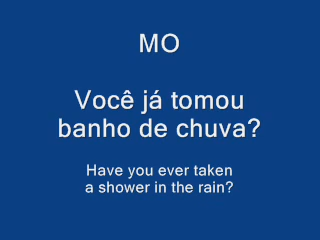 MO
Você já tomou
banho de chuva?
Have you ever taken
a shower in the rain?